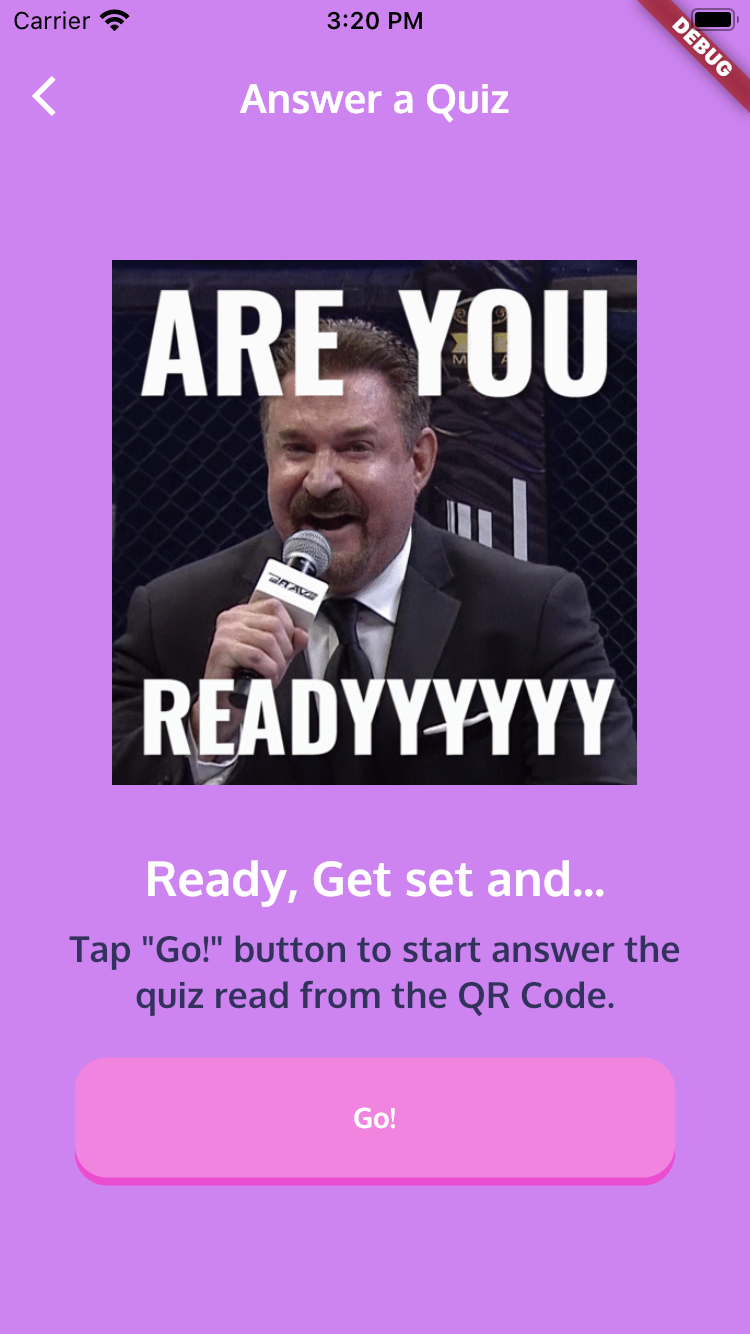 Carrier 3:20 PM
DEBUG
Answer a Quiz
ARE YOU
BRAVE
READYYYYYY
Ready, Get set and...
Tap "Go!" button to start answer the
quiz read from the QR Code.
Go!